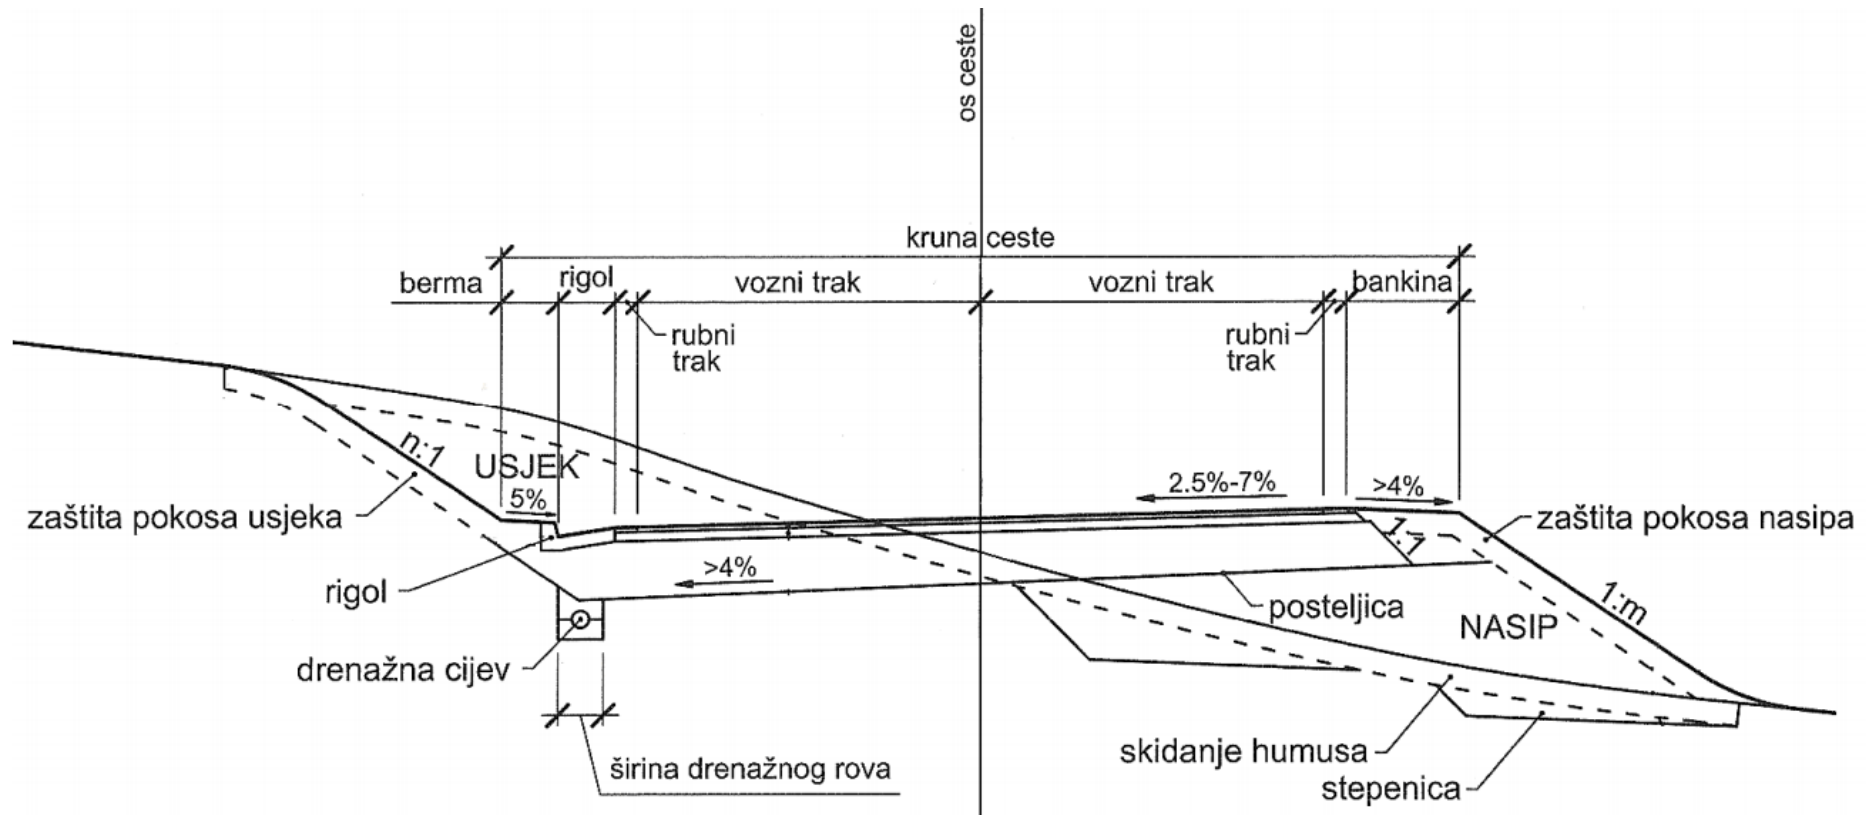 os ceste
kruna ceste
berma
rigol
vozni trak
vozni trak
bankina
rubni
trak
rubni
trak
n:1
USJEK
5%
2.5%-7%
>4%
zaštita pokosa usjeka
zaštita pokosa nasipa
1:1
>4%
rigol
posteljica
1:m
NASIP
drenažna cijev
skidanje humusa
širina drenažnog rova
stepenica